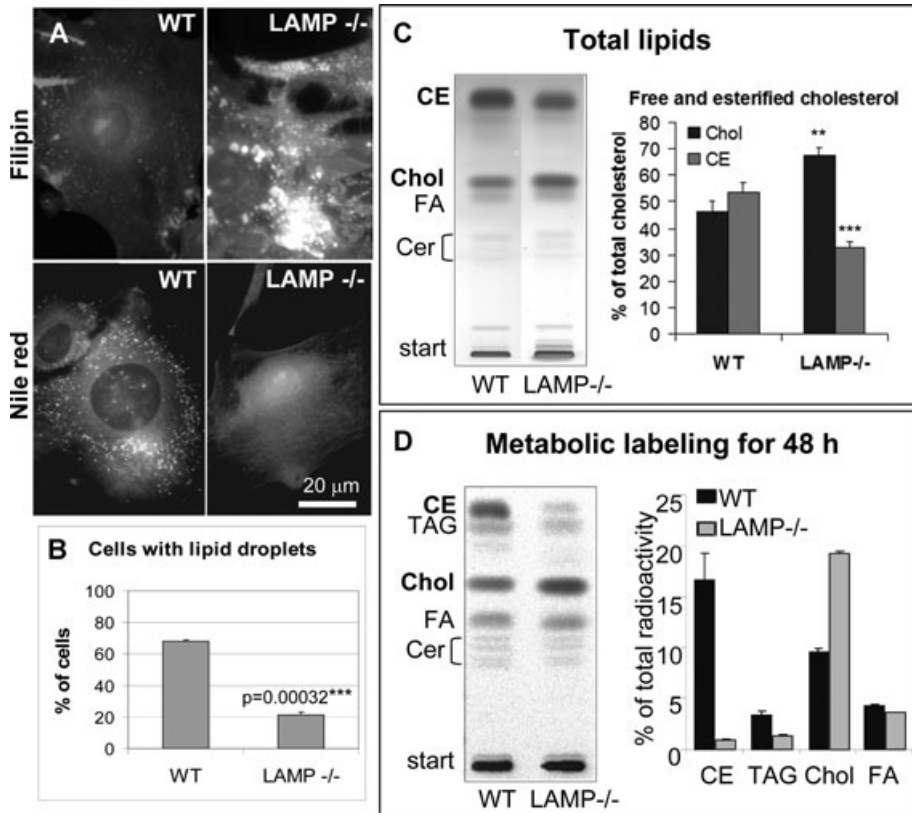 A
WT
LAMP -/-
Filipin
WT
LAMP -/-
Nile red
20 µm
B
Cells with lipid droplets
% of cells
100
80
60
40
20
0
p=0.00032***
WT
LAMP -/-
C
Total lipids
CE
Chol
FA
Cer
start
WT
LAMP-/-
Free and esterified cholesterol
% of total cholesterol
80
70
60
50
40
30
20
10
0
Chol
CE
**
***
WT
LAMP-/-
D
Metabolic labeling for 48 h
CE
TAG
Chol
FA
Cer
start
WT
LAMP-/-
% of total radioactivity
25
20
15
10
5
0
WT
LAMP-/-
CE
TAG
Chol
FA